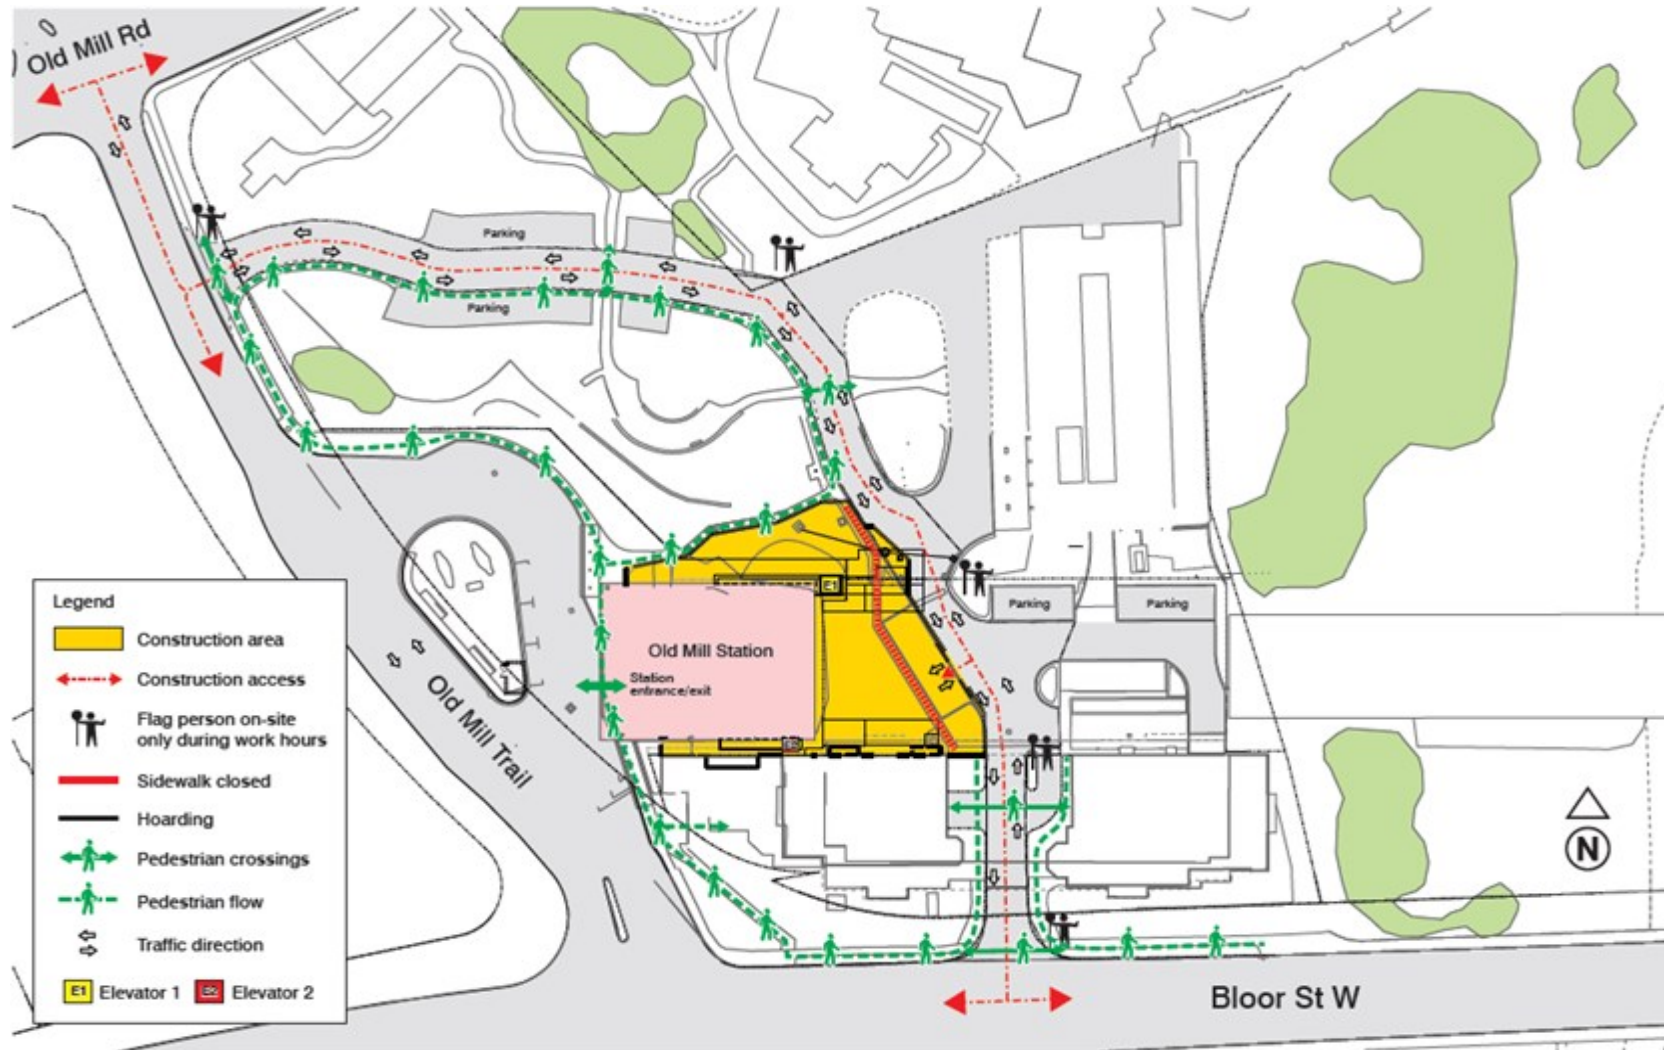 Old Mill Rd
Parking
Parking
Parking
Parking
E1
Old Mill Station
Station
entrance/exit
E2
Old Mill Trail
Bloor St W
N
Legend
Construction area
Construction access
Flag person on-site
only during work hours
Sidewalk closed
Hoarding
Pedestrian crossings
Pedestrian flow
Traffic direction
E1 Elevator 1 E2 Elevator 2